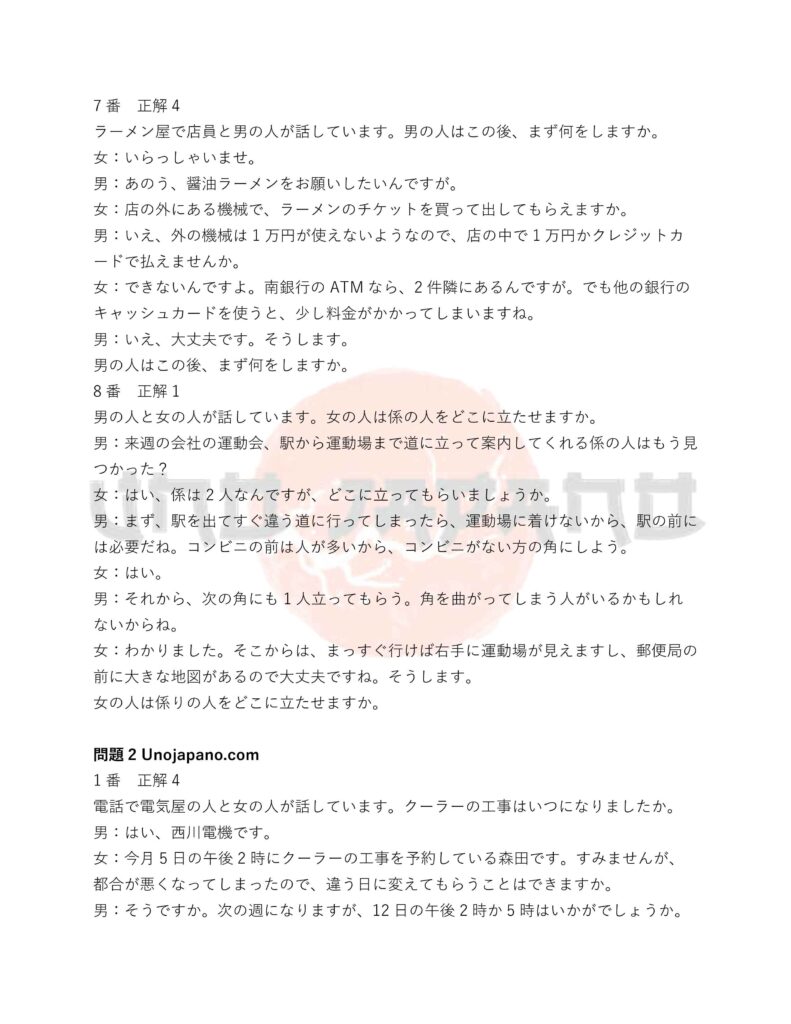 7 番　正解 4
ラーメン屋で店員と男の人が話しています。男の人はこの後、まず何をしますか。
女：いらっしゃいませ。
男：あのう、醤油ラーメンをお願いしたいんですが。
女：店の外にある機械で、ラーメンのチケットを買って出してもらえますか。
男：いえ、外の機械は 1 万円が使えないようなので、店の中で 1 万円かクレジットカ
ードで払えませんか。
女：できないんですよ。南銀行の ATM なら、2 件隣にあるんですが。でも他の銀行の
キャッシュカードを使うと、少し料金がかかってしまいますね。
男：いえ、大丈夫です。そうします。
男の人はこの後、まず何をしますか。
8 番　正解 1
男の人と女の人が話しています。女の人は係の人をどこに立たせますか。
男：来週の会社の運動会、駅から運動場まで道に立って案内してくれる係の人はもう見
つかった？
女：はい、係は 2 人なんですが、どこに立ってもらいましょうか。
男：まず、駅を出てすぐ違う道に行ってしまったら、運動場に着けないから、駅の前に
は必要だね。コンビニの前は人が多いから、コンビニがない方の角にしよう。
女：はい。
男：それから、次の角にも 1 人立ってもらう。角を曲がってしまう人がいるかもしれ
ないからね。
女：わかりました。そこからは、まっすぐ行けば右手に運動場が見えますし、郵便局の
前に大きな地図があるので大丈夫ですね。そうします。
女の人は係りの人をどこに立たせますか。
問題 2 Unojapano.com
1 番　正解 4
電話で電気屋の人と女の人が話しています。クーラーの工事はいつになりましたか。
男：はい、西川電機です。
女：今月 5 日の午後 2 時にクーラーの工事を予約している森田です。すみませんが、
都合が悪くなってしまったので、違う日に変えてもらうことはできますか。
男：そうですか。次の週になりますが、12 日の午後 2 時か 5 時はいかがでしょうか。
UNO JAPANO